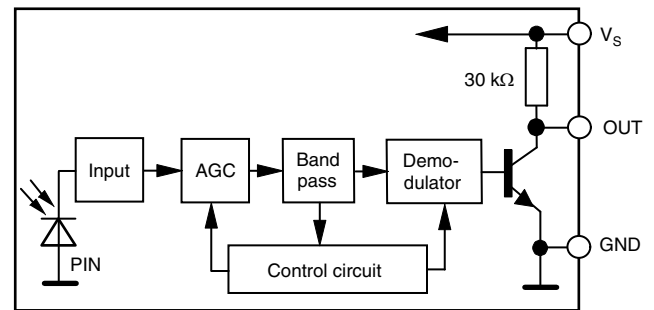 V_S
30 kΩ
OUT
Input
AGC
Band
pass
Demo-
dulator
GND
PIN
Control circuit